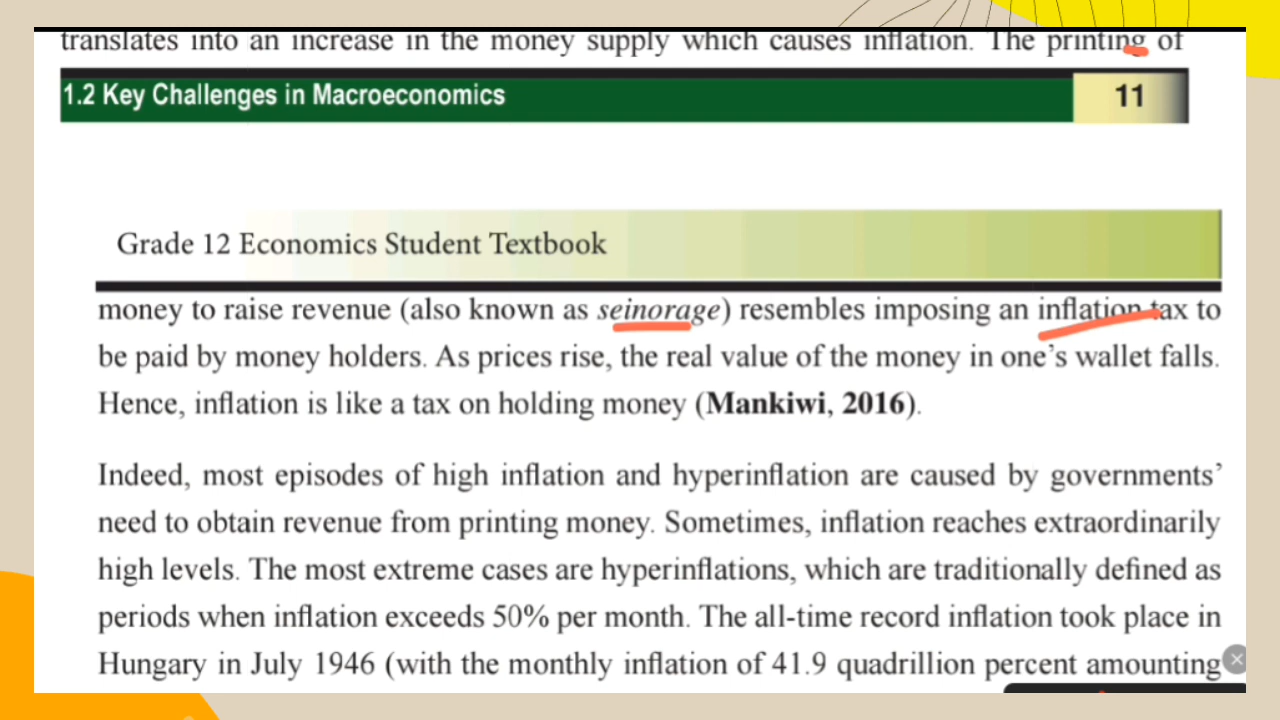 translates into an increase in the money supply which causes inflation. The printing of
1.2 Key Challenges in Macroeconomics 11
Grade 12 Economics Student Textbook
money to raise revenue (also known as seinorage) resembles imposing an inflation tax to
be paid by money holders. As prices rise, the real value of the money in one’s wallet falls.
Hence, inflation is like a tax on holding money (Mankiwi, 2016).
Indeed, most episodes of high inflation and hyperinflation are caused by governments’
need to obtain revenue from printing money. Sometimes, inflation reaches extraordinarily
high levels. The most extreme cases are hyperinflations, which are traditionally defined as
periods when inflation exceeds 50% per month. The all-time record inflation took place in
Hungary in July 1946 (with the monthly inflation of 41.9 quadrillion percent amounting